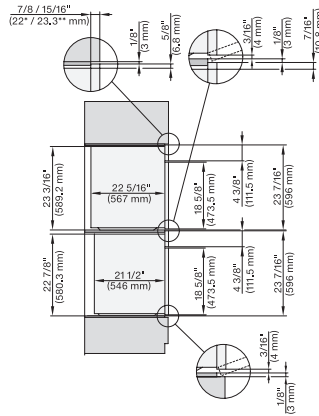 7/8 / 15/16"
(22* / 23.3** mm)
1/8"
(3 mm)
5/8"
(6.8 mm)
3/16"
(4 mm)
1/8"
(3 mm)
7/16"
(10.8 mm)
23 3/16"
(589.2 mm)
22 5/16"
(567 mm)
18 5/8"
(473.5 mm)
4 3/8"
(111.5 mm)
23 7/16"
(596 mm)
22 7/8"
(580.3 mm)
21 1/2"
(546 mm)
18 5/8"
(473.5 mm)
4 3/8"
(111.5 mm)
23 7/16"
(596 mm)
3/16"
(4 mm)
1/8"
(3 mm)